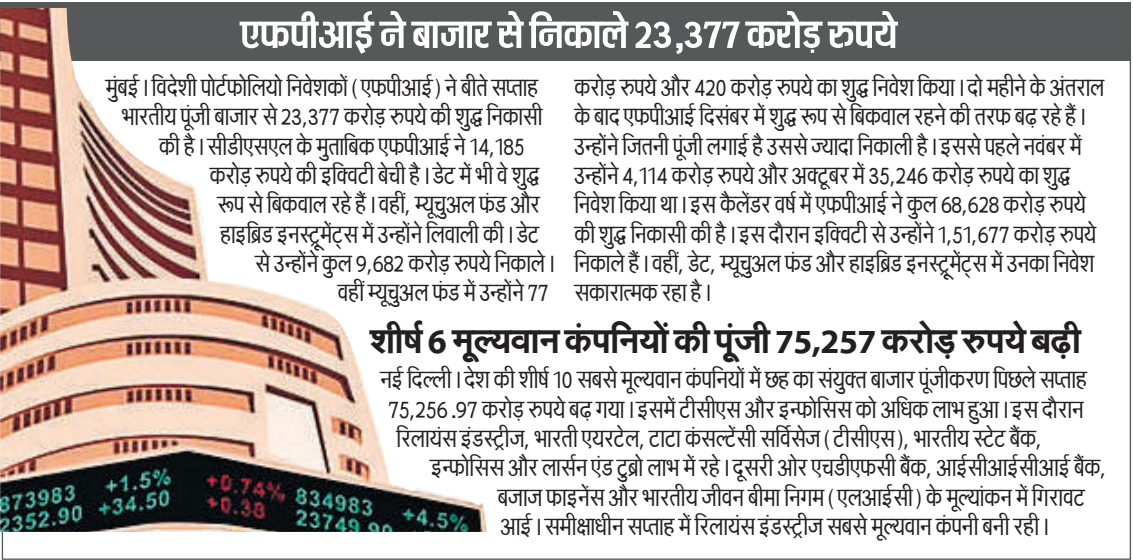 एफपीआई ने बाजार से निकाले 23,377 करोड़ रुपये
मुंबई। विदेशी पोर्टफोलियो निवेशकों (एफपीआई) ने बीते सप्ताह
भारतीय पूंजी बाजार से 23,377 करोड़ रुपये की शुद्ध निकासी
की है। सीडीएसएल के मुताबिक एफपीआई ने 14,185
करोड़ रुपये की इक्विटी बेची है। डेट में भी वे शुद्ध
रूप से बिकवाल रहे हैं। वहीं, म्यूचुअल फंड और
हाइब्रिड इनस्ट्रूमेंट्स में उन्होंने लिवाली की। डेट
से उन्होंने कुल 9,682 करोड़ रुपये निकाले।
वहीं म्यूचुअल फंड में उन्होंने 77
करोड़ रुपये और 420 करोड़ रुपये का शुद्ध निवेश किया। दो महीने के अंतराल
के बाद एफपीआई दिसंबर में शुद्ध रूप से बिकवाल रहने की तरफ बढ़ रहे हैं।
उन्होंने जितनी पूंजी लगाई है उससे ज्यादा निकाली है। इससे पहले नवंबर में
उन्होंने 4,114 करोड़ रुपये और अक्टूबर में 35,246 करोड़ रुपये का शुद्ध
निवेश किया था। इस कैलेंडर वर्ष में एफपीआई ने कुल 68,628 करोड़ रुपये
की शुद्ध निकासी की है। इस दौरान इक्विटी से उन्होंने 1,51,677 करोड़ रुपये
निकाले हैं। वहीं, डेट, म्यूचुअल फंड और हाइब्रिड इनस्ट्रूमेंट्स में उनका निवेश
सकारात्मक रहा है।
शीर्ष 6 मूल्यवान कंपनियों की पूंजी 75,257 करोड़ रुपये बढ़ी
नई दिल्ली। देश की शीर्ष 10 सबसे मूल्यवान कंपनियों में छह का संयुक्त बाजार पूंजीकरण पिछले सप्ताह
75,256.97 करोड़ रुपये बढ़ गया। इसमें टीसीएस और इन्फोसिस को अधिक लाभ हुआ। इस दौरान
रिलायंस इंडस्ट्रीज, भारती एयरटेल, टाटा कंसल्टेंसी सर्विसेज (टीसीएस), भारतीय स्टेट बैंक,
इन्फोसिस और लार्सन एंड टुब्रो लाभ में रहे। दूसरी ओर एचडीएफसी बैंक, आईसीआईसीआई बैंक,
बजाज फाइनेंस और भारतीय जीवन बीमा निगम (एलआईसी) के मूल्यांकन में गिरावट
आई। समीक्षाधीन सप्ताह में रिलायंस इंडस्ट्रीज सबसे मूल्यवान कंपनी बनी रही।
873983 +1.5% +0.74% 834983
2352.90 +34.50 +0.38 23749.90 +4.5%